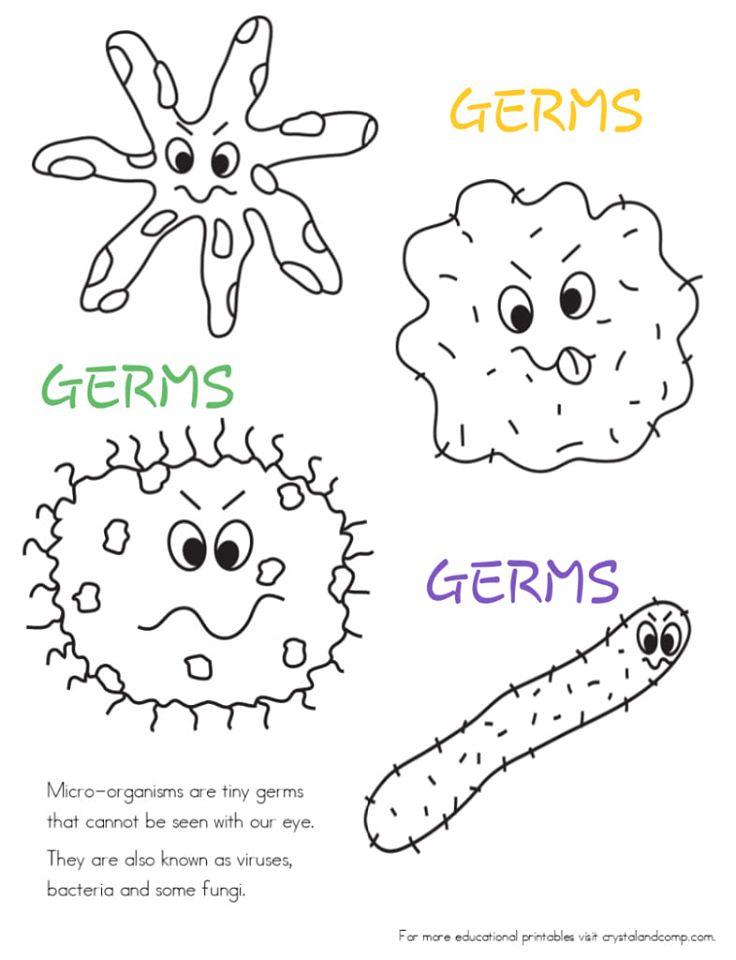 GERMS
GERMS
GERMS
Micro-organisms are tiny germs
that cannot be seen with our eye.
They are also known as viruses,
bacteria and some fungi.
For more educational printables visit crystalandcomp.com.